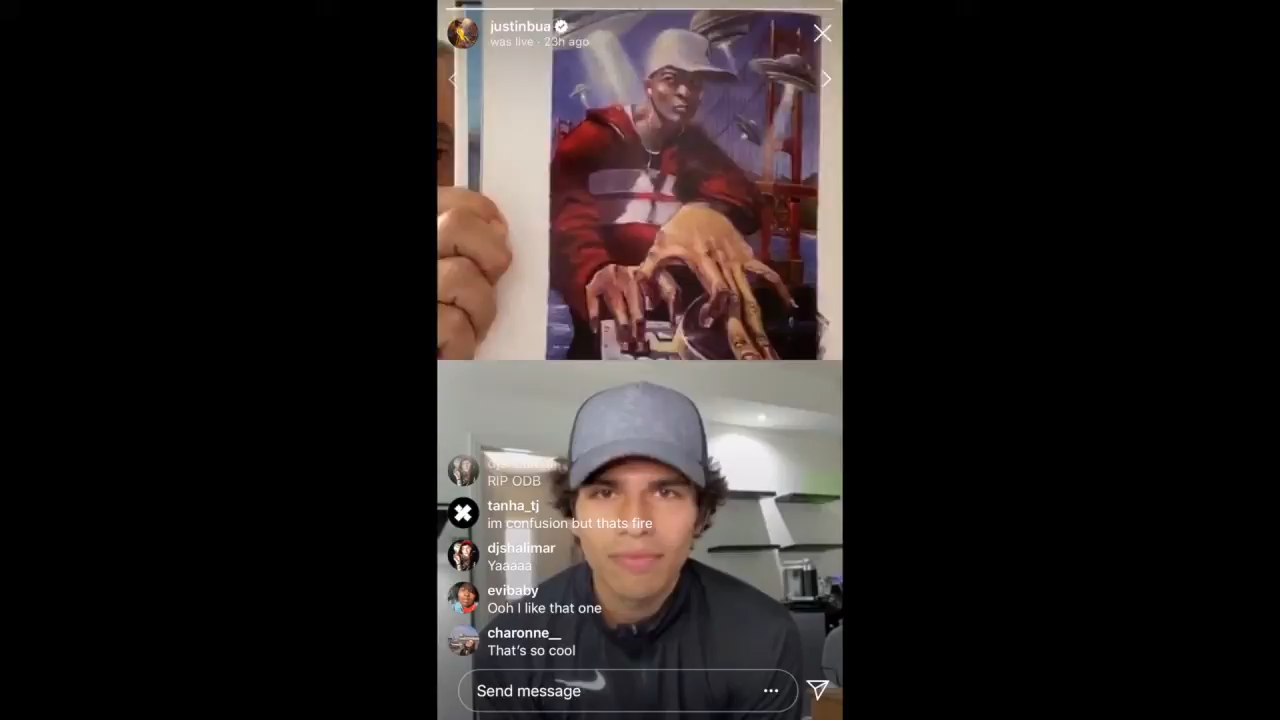 justinbua
was live · 23h ago
RIP ODB
tanha_tj
im confusion but thats fire
djshalimar
Yaaaaa
evibaby
Ooh I like that one
charonne__
That's so cool
Send message